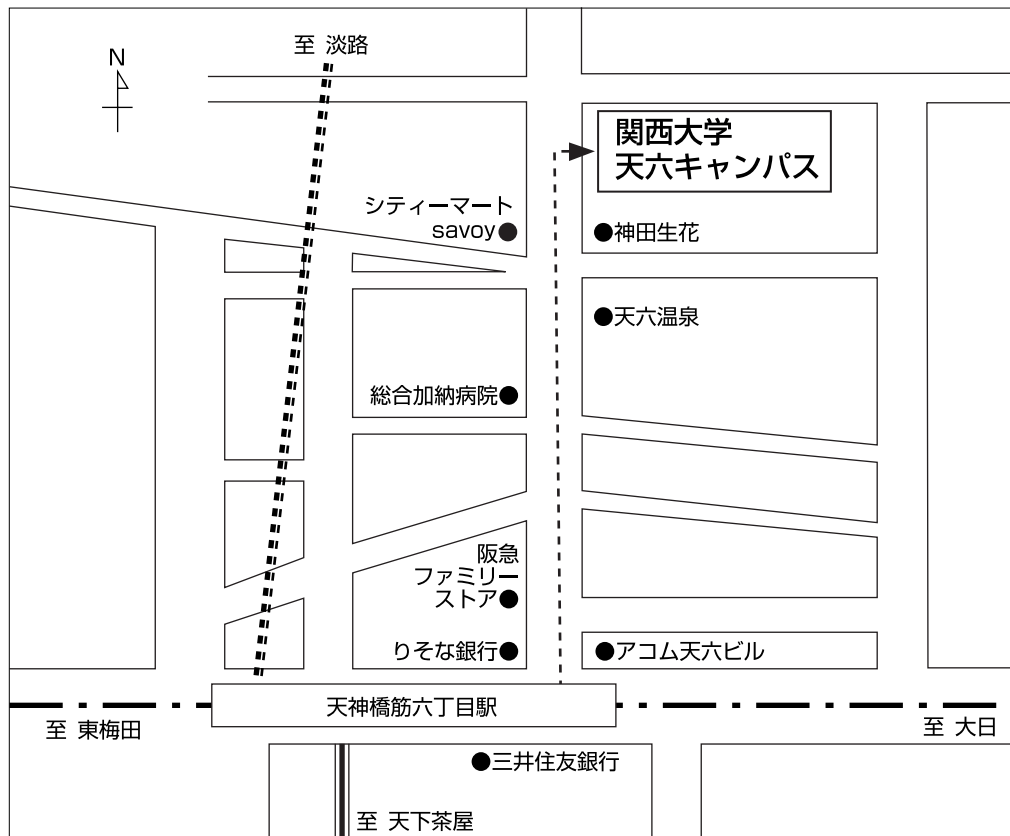 至 淡路
N
関西大学
天六キャンパス
シティーマート
savoy
神田生花
天六温泉
総合加納病院
阪急
ファミリー
ストア
りそな銀行
アコム天六ビル
天神橋筋六丁目駅
至 東梅田
至 大日
三井住友銀行
至 天下茶屋